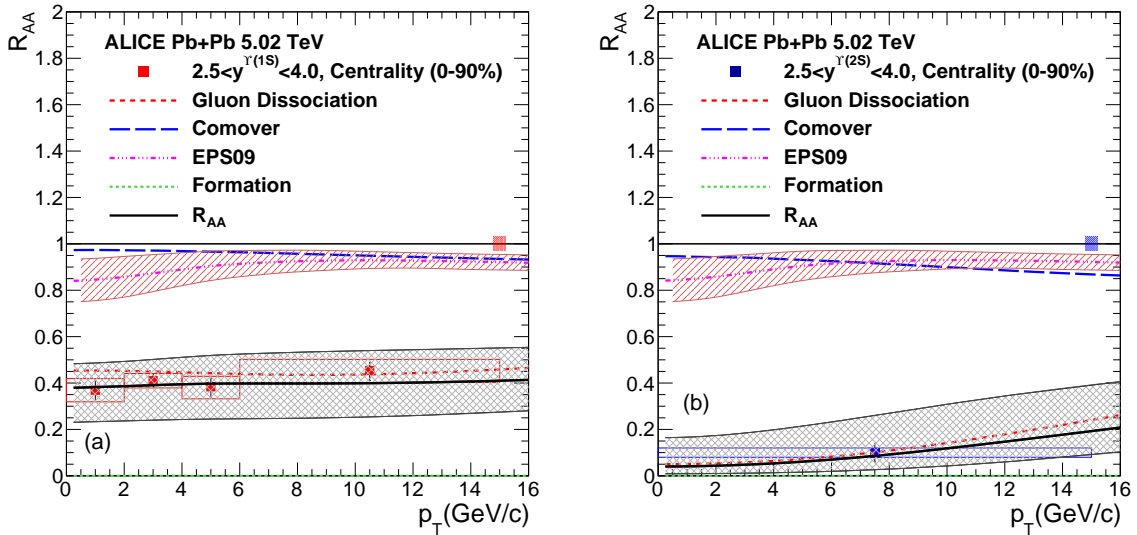 R_AA
2
1.8
1.6
1.4
1.2
1
0.8
0.6
0.4
0.2
0
ALICE Pb+Pb 5.02 TeV
2.5<y^ϒ(1S)<4.0, Centrality (0-90%)
Gluon Dissociation
Comover
EPS09
Formation
R_AA
(a)
0 2 4 6 8 10 12 14 16
p_T(GeV/c)
R_AA
2
1.8
1.6
1.4
1.2
1
0.8
0.6
0.4
0.2
0
ALICE Pb+Pb 5.02 TeV
2.5<y^ϒ(2S)<4.0, Centrality (0-90%)
Gluon Dissociation
Comover
EPS09
Formation
R_AA
(b)
0 2 4 6 8 10 12 14 16
p_T(GeV/c)